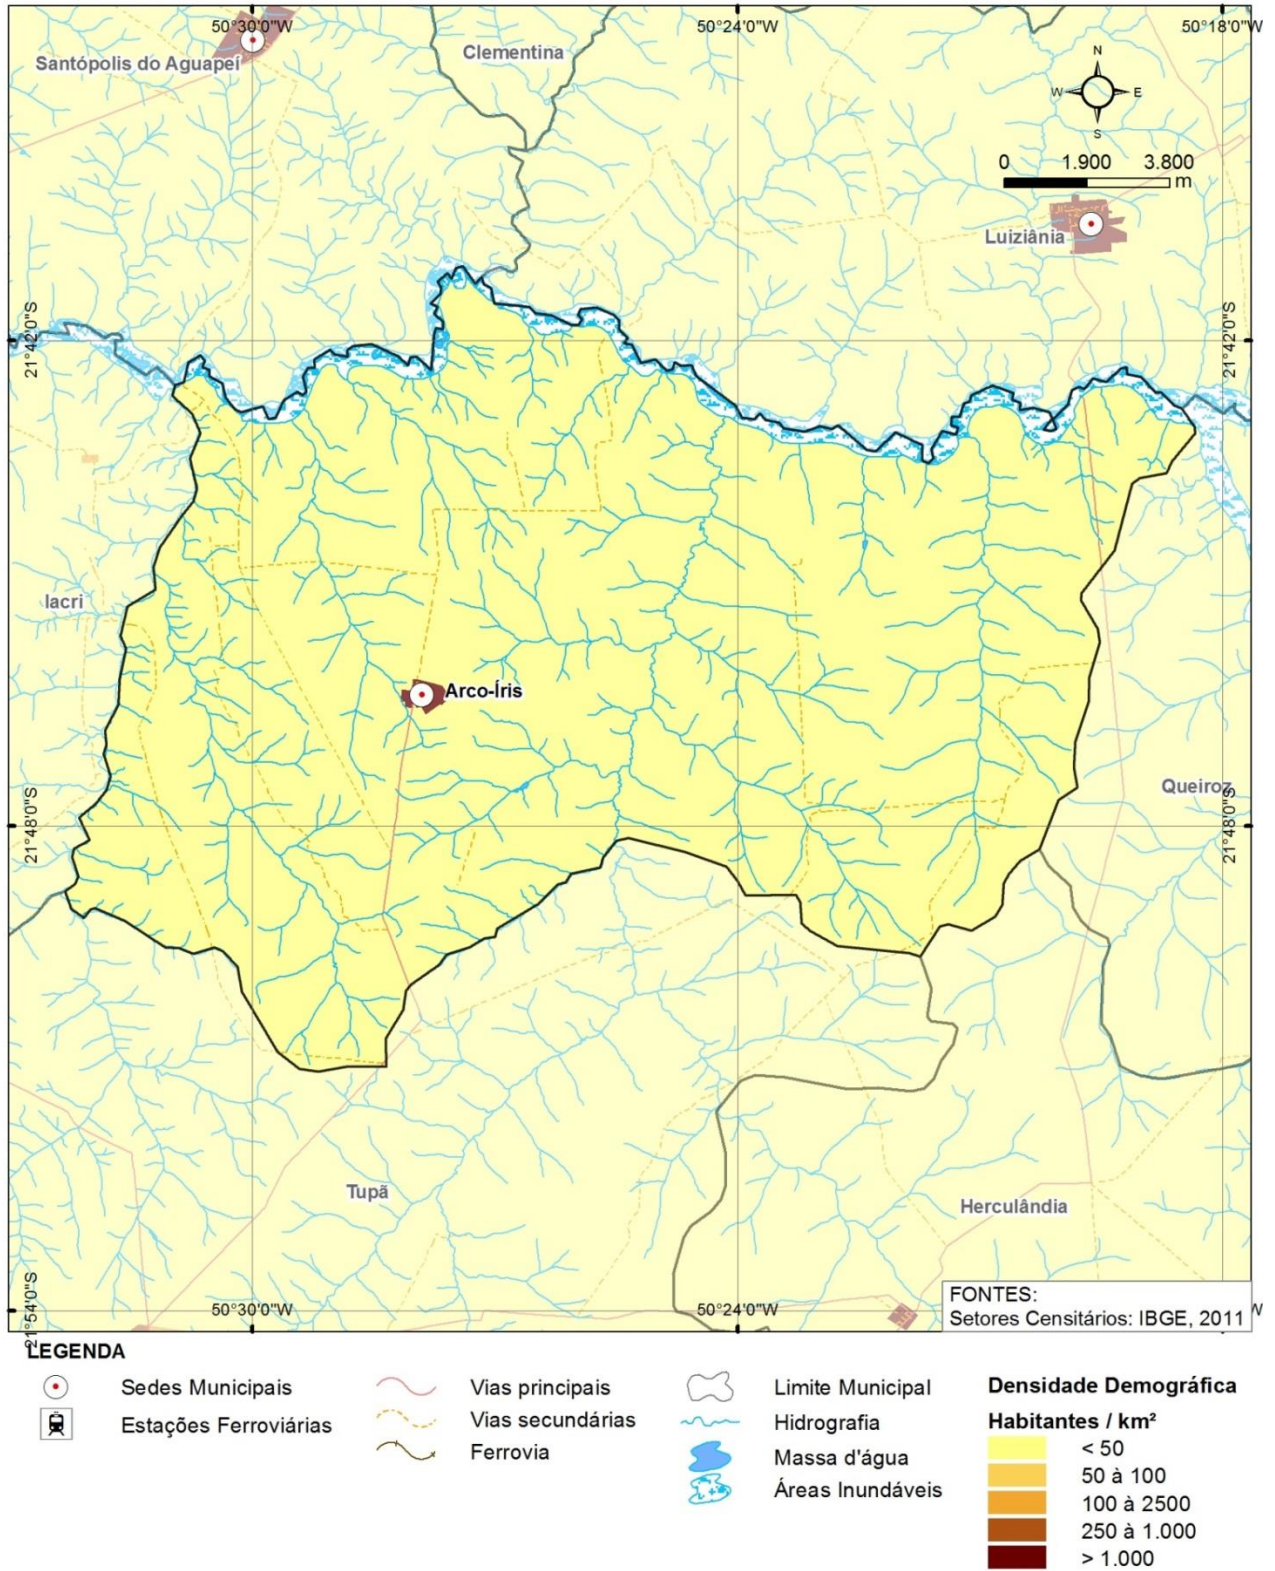 50°30'0"W
50°24'0"W
50°18'0"W
Santópolis do Aguapeí
Clementina
N
W
E
S
0 1.900 3.800
m
Luiziânia
21°42'0"S
21°42'0"S
Iacri
Arco-Íris
Queiroz
21°48'0"S
21°48'0"S
Tupã
Herculândia
21°54'0"S
50°30'0"W
50°24'0"W
W
FONTES:
Setores Censitários: IBGE, 2011
LEGENDA
Sedes Municipais
Estações Ferroviárias
Vias principais
Vias secundárias
Ferrovia
Limite Municipal
Hidrografia
Massa d'água
Áreas Inundáveis
Densidade Demográfica
Habitantes / km²
< 50
50 à 100
100 à 2500
250 à 1.000
> 1.000